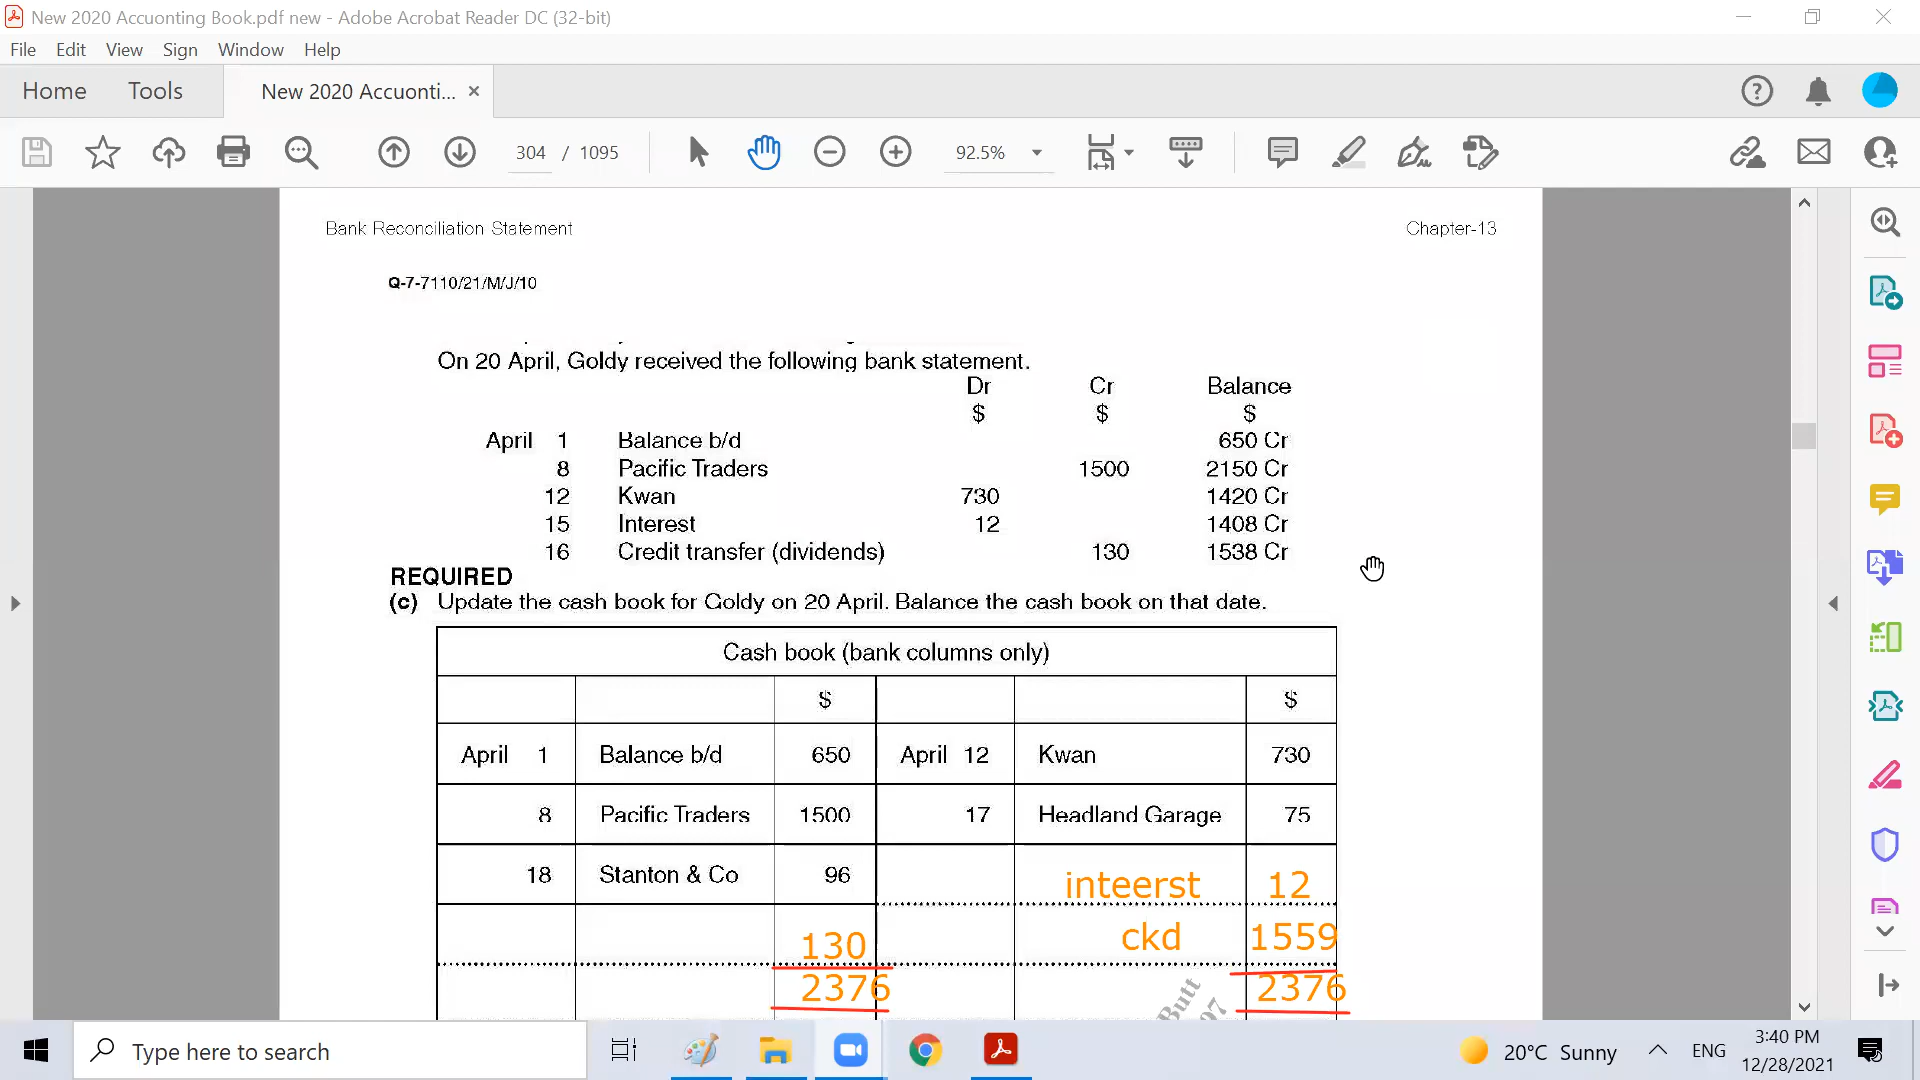 New 2020 Accuonting Book.pdf new - Adobe Acrobat Reader DC (32-bit)
File Edit View Sign Window Help
Home Tools New 2020 Accuonti... ×
304 / 1095 92.5%
Bank Reconciliation Statement Chapter-13
Q-7-7110/21/M/J/10
On 20 April, Goldy received the following bank statement.
Dr Cr Balance
$ $ $
April 1 Balance b/d 650 Cr
8 Pacific Traders 1500 2150 Cr
12 Kwan 730 1420 Cr
15 Interest 12 1408 Cr
16 Credit transfer (dividends) 130 1538 Cr
REQUIRED
(c) Update the cash book for Goldy on 20 April. Balance the cash book on that date.
Cash book (bank columns only)
$ $
April 1 Balance b/d 650 April 12 Kwan 730
8 Pacific Traders 1500 17 Headland Garage 75
18 Stanton & Co 96 inteerst 12
130 ckd 1559
2376 2376
Butt
97
Type here to search
20°C Sunny ENG 3:40 PM
12/28/2021